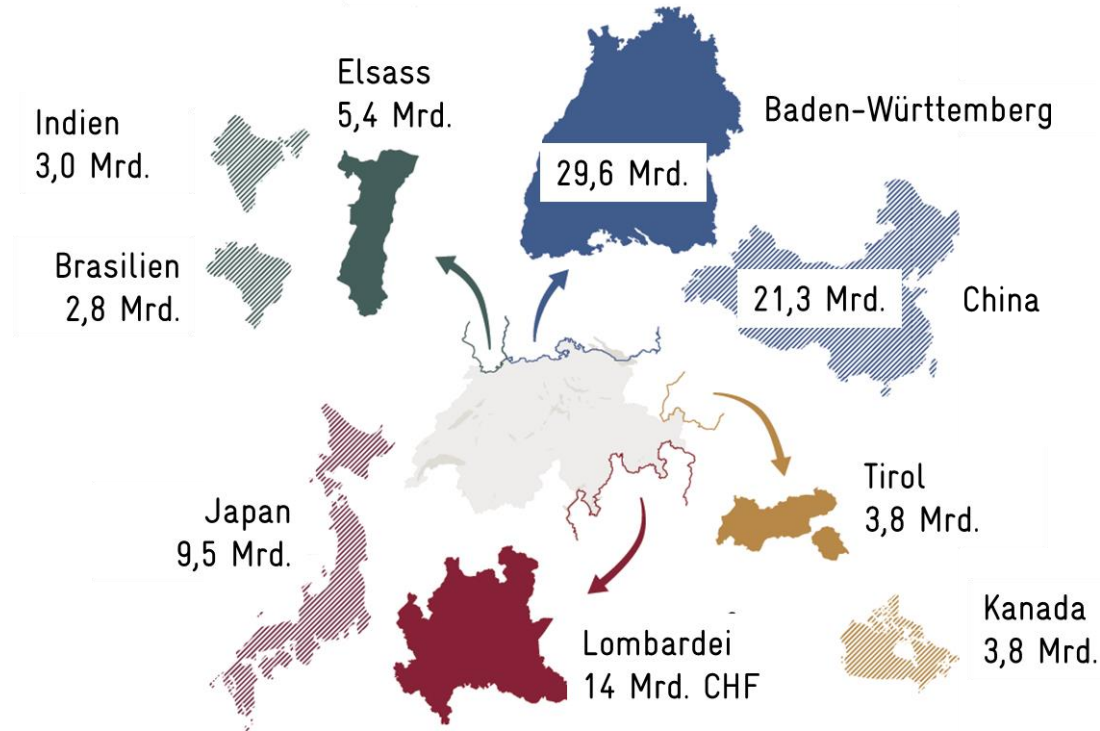 Elsass
5,4 Mrd.
Indien
3,0 Mrd.
Baden-Württemberg
29,6 Mrd.
Brasilien
2,8 Mrd.
21,3 Mrd.
China
Tirol
3,8 Mrd.
Japan
9,5 Mrd.
Kanada
3,8 Mrd.
Lombardei
14 Mrd. CHF